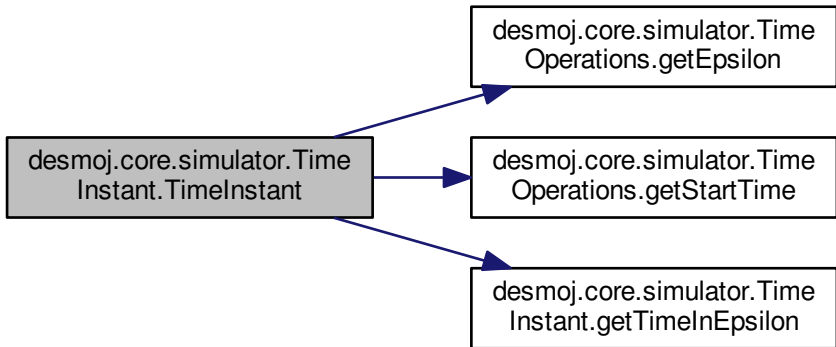 desmoj.core.simulator.Time
Instant.TimeInstant
desmoj.core.simulator.Time
Operations.getEpsilon
desmoj.core.simulator.Time
Operations.getStartTime
desmoj.core.simulator.Time
Instant.getTimeInEpsilon